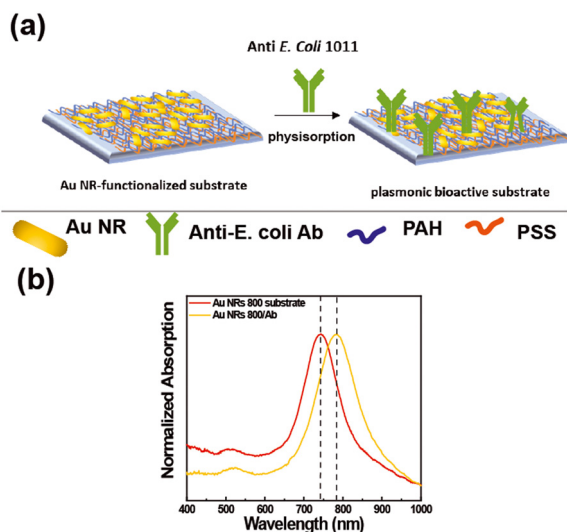 (a)
Anti E. Coli 1011
physisorption
Au NR-functionalized substrate
plasmonic bioactive substrate
Au NR
Anti-E. coli Ab
PAH
PSS
(b)
Au NRs 800 substrate
Au NRs 800/Ab
Normalized Absorption
400 500 600 700 800 900 1000
Wavelength (nm)